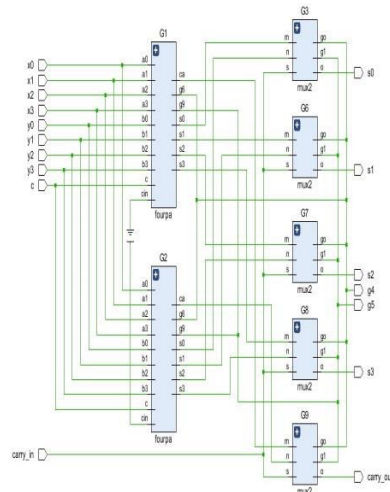 G1
G3
x0
x1
x2
x3
y0
y1
y2
y3
c
a0
a1
a2
a3
b0
b1
b2
b3
c
cin
ca
g8
g9
s0
s1
s2
s3
fourpa
m
n
s
go
g1
o
mux2
s0
G6
m
n
s
go
g1
o
mux2
s1
G7
m
n
s
go
g1
o
mux2
s2
g4
g5
G2
a0
a1
a2
a3
b0
b1
b2
b3
c
cin
ca
g8
g9
s0
s1
s2
s3
fourpa
G8
m
n
s
go
g1
o
mux2
s3
G9
m
n
s
go
g1
o
mux2
carry_in
carry_ou